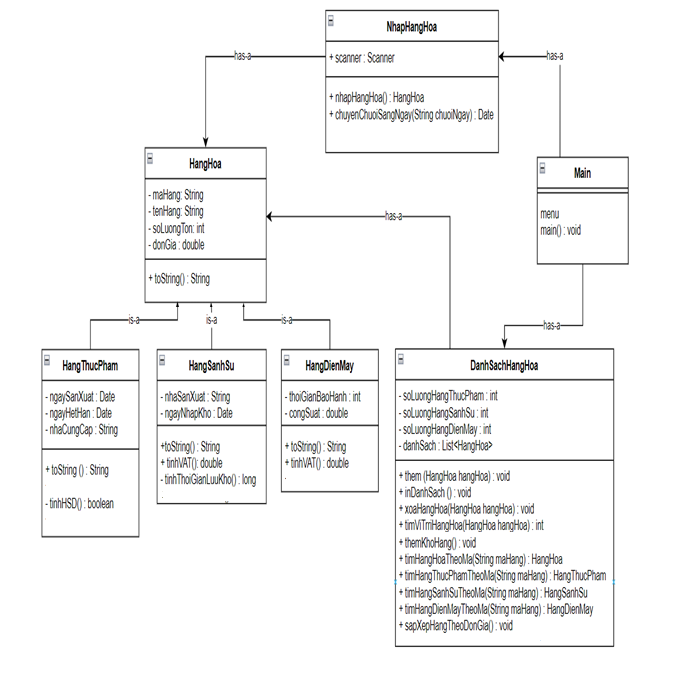 NhapHangHoa
+ scanner : Scanner
+ nhapHangHoa() : HangHoa
+ chuyenChuoiSangNgay(String chuoiNgay) : Date
has-a
has-a
HangHoa
- maHang: String
- tenHang: String
- soLuongTon: int
- donGia : double
+ toString() : String
Main
menu
main() : void
has-a
has-a
is-a
is-a
is-a
HangThucPham
- ngaySanXuat : Date
- ngayHetHan : Date
- nhaCungCap : String
+ toString () : String
- tinhHSD() : boolean
HangSanhSu
- nhaSanXuat : String
- ngayNhapKho : Date
+toString() : String
+ tinhVAT(): double
- tinhThoiGianLuuKho() : long
HangDienMay
- thoiGianBaoHanh : int
- congSuat : double
+ toString() : String
+ tinhVAT() : double
DanhSachHangHoa
- soLuongHangThucPham : int
- soLuongHangSanhSu : int
- soLuongHangDienMay : int
- danhSach : List<HangHoa>
+ them (HangHoa hangHoa) : void
+ inDanhSach () : void
+ xoaHangHoa(HangHoa hangHoa) : void
+ timViTriHangHoa(HangHoa hangHoa) : int
+ themKhoHang() : void
+ timHangHoaTheoMa(String maHang) : HangHoa
+ timHangThucPhamTheoMa(String maHang) : HangThucPham
+ timHangSanhSuTheoMa(String maHang) : HangSanhSu
+ timHangDienMayTheoMa(String maHang) : HangDienMay
+ sapXepHangTheoDonGia() : void